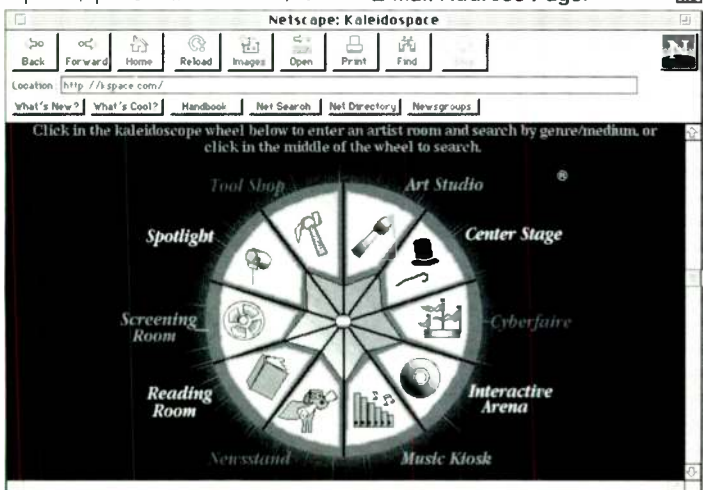 E-Mail Address Page.
Netscape: Kaleidospace
Back Forward Home Reload Images Open Print Find
N
Location: http://kspace.com/
What's New? What's Cool? Handbook Net Search Net Directory Newsgroups
Click in the kaleidoscope wheel below to enter an artist room and search by genre/medium, or
click in the middle of the wheel to search.
Tool Shop
Art Studio
®
Spotlight
Center Stage
Screening
Room
Cyberfaire
Reading
Room
Interactive
Arena
Newsstand
Music Kiosk